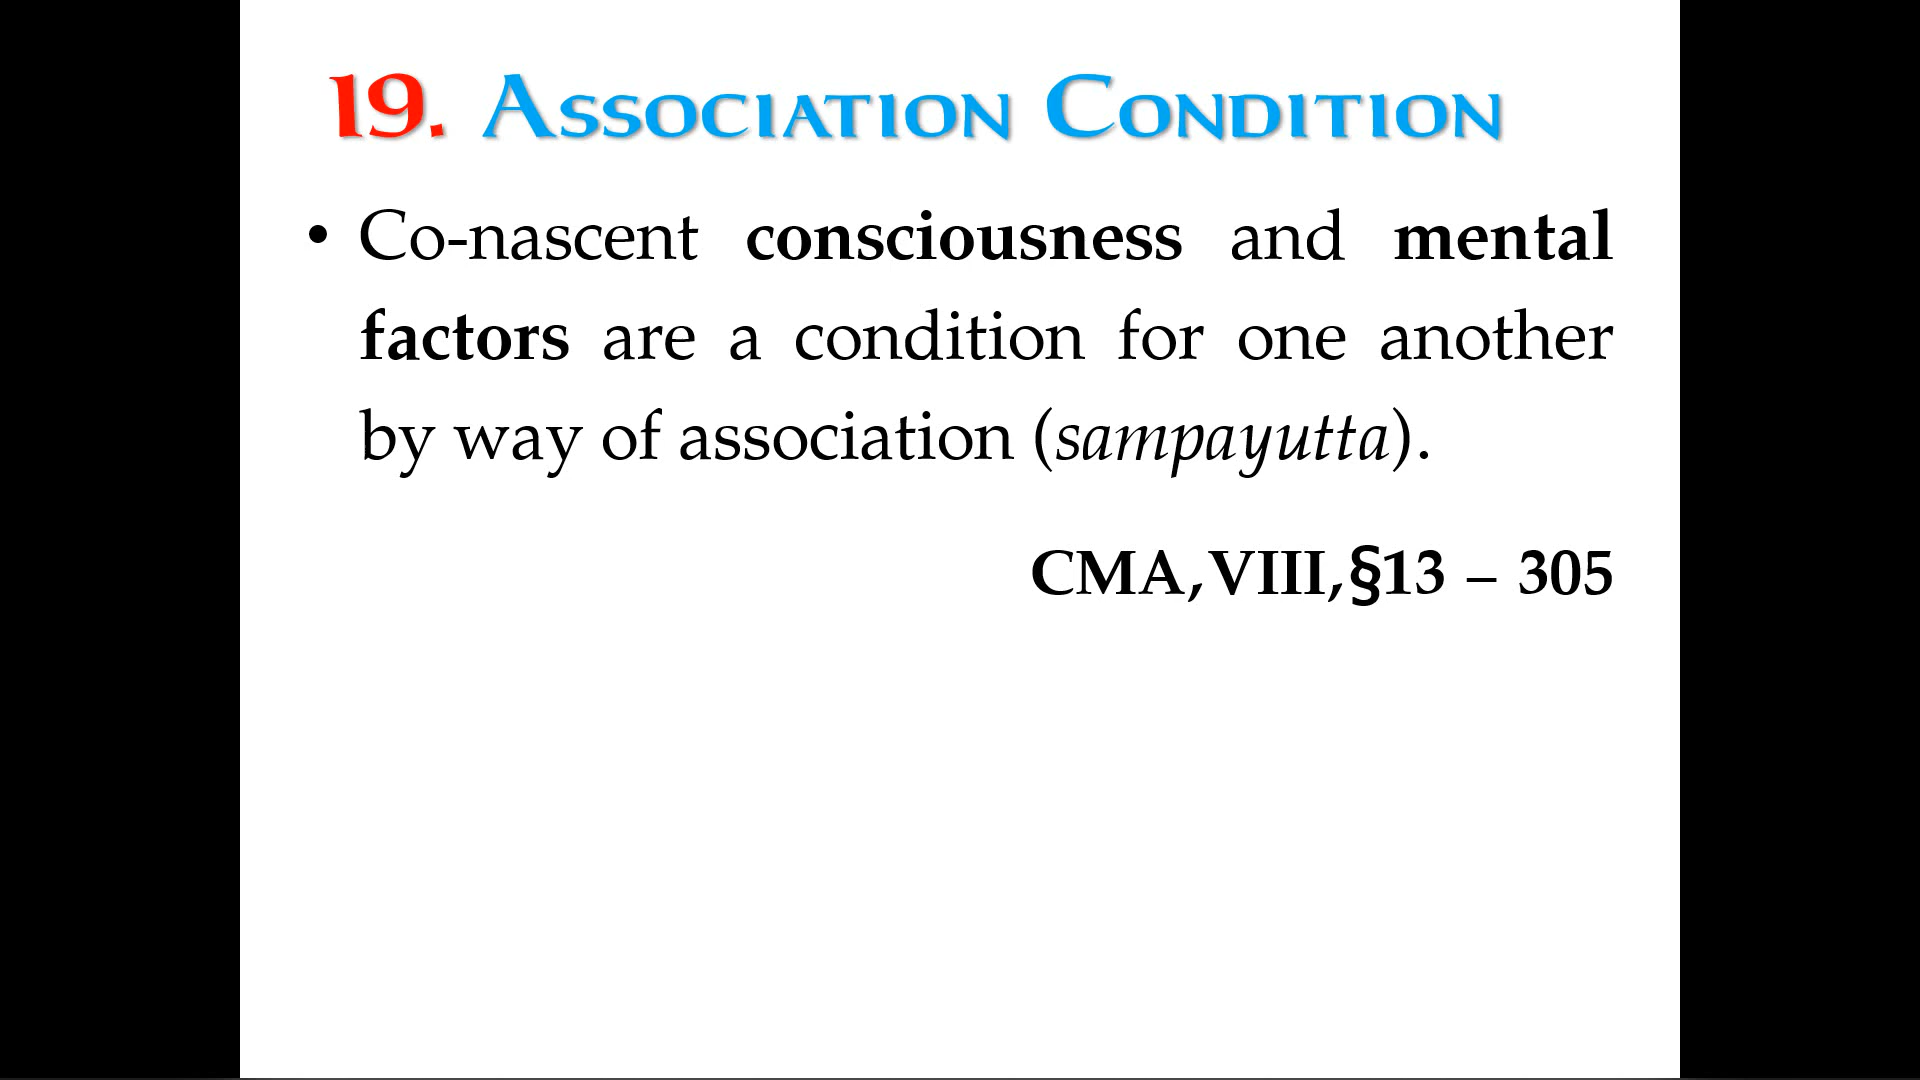 19. Association Condition
• Co-nascent consciousness and mental
factors are a condition for one another
by way of association (sampayutta).
CMA,VIII,§13 – 305